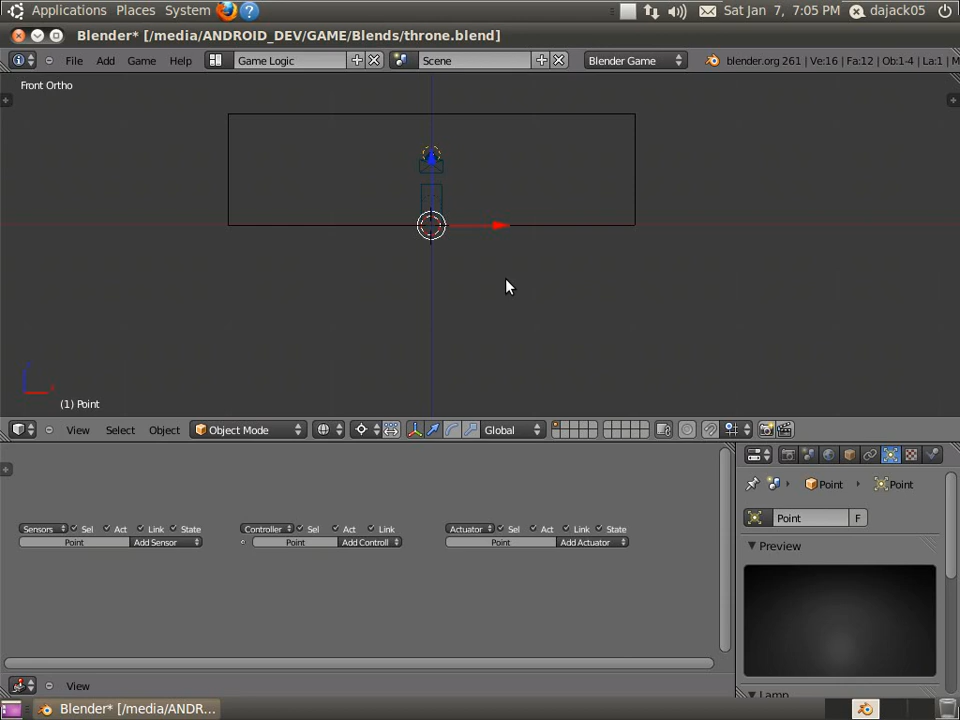 Applications Places System ? Sat Jan 7, 7:05 PM dajack05
Blender* [/media/ANDROID_DEV/GAME/Blends/throne.blend]
File Add Game Help Game Logic Scene Blender Game blender.org 261 | Ve:16 | Fa:12 | Ob:1-4 | La:1 | M
Front Ortho
(1) Point
View Select Object Object Mode Global
Point Point
Sensors Sel Act Link State Controller Sel Act Link Actuator Sel Act Link State
Point Add Sensor Point Add Controll Point Add Actuator
Point F
Preview
Lamp
View
Blender* [/media/ANDR...